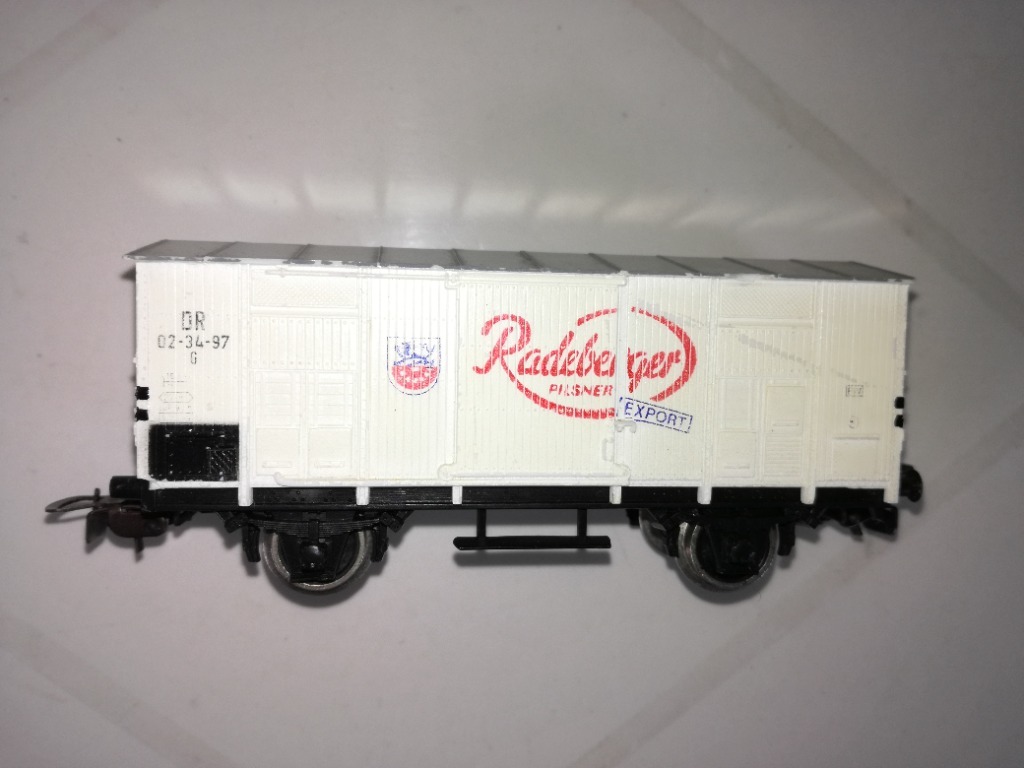 DR
02-34-97
G
Radeberger
PILSNER
EXPORT